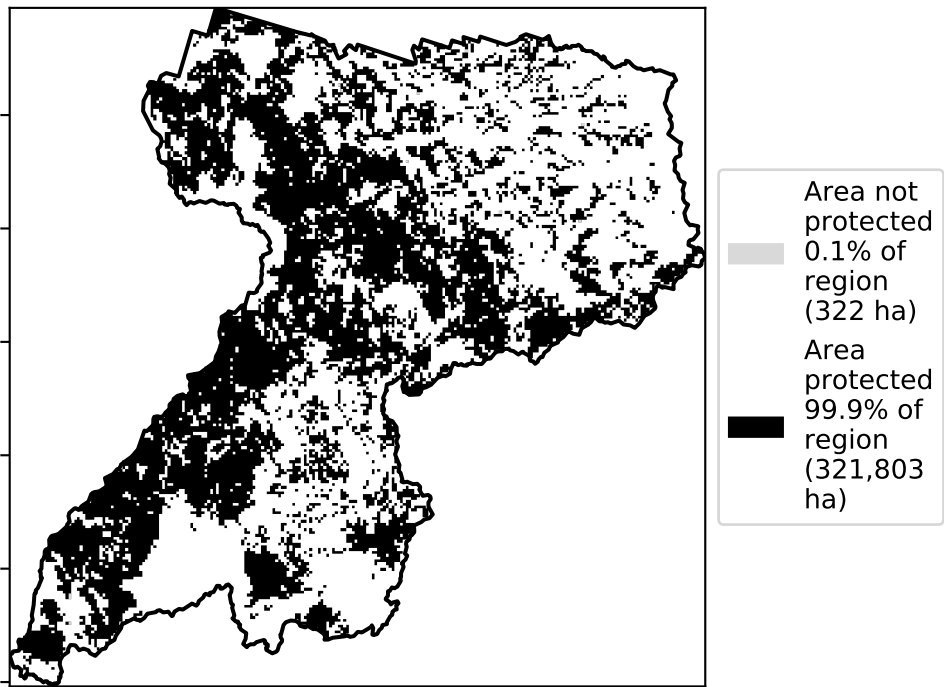 Area not
protected
0.1% of
region
(322 ha)
Area
protected
99.9% of
region
(321,803
ha)